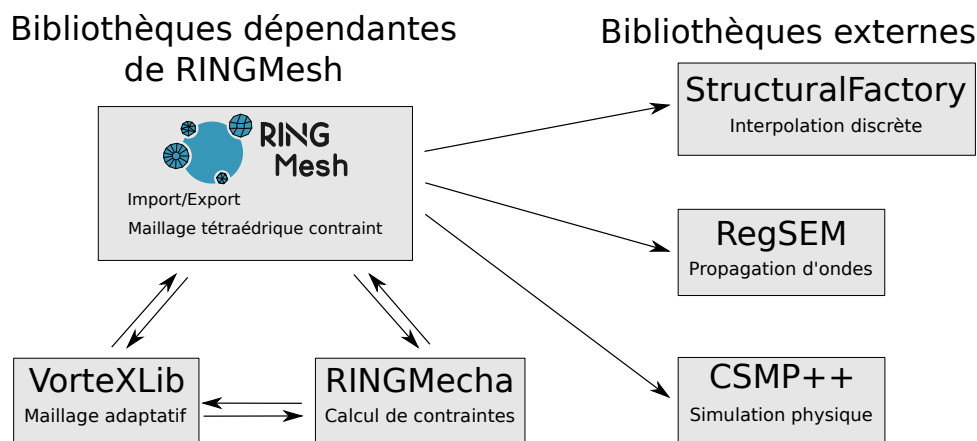 Bibliothèques dépendantes
de RINGMesh
Bibliothèques externes
RING
Mesh
Import/Export
Maillage tétraédrique contraint
StructuralFactory
Interpolation discrète
RegSEM
Propagation d'ondes
VorteXLib
Maillage adaptatif
RINGMecha
Calcul de contraintes
CSMP++
Simulation physique